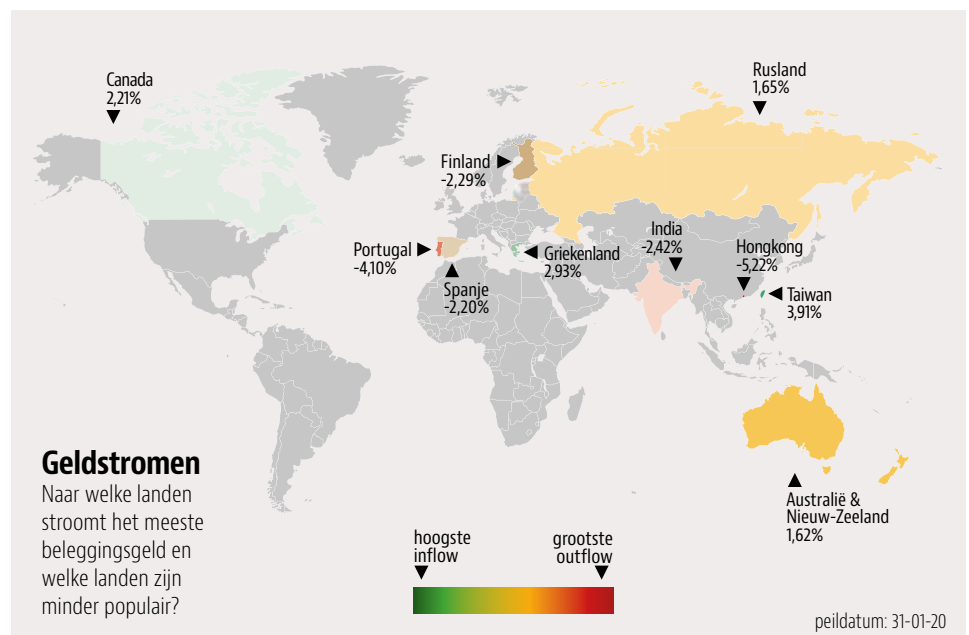 Canada
2,21%
Rusland
1,65%
Finland
-2,29%
Portugal
-4,10%
Spanje
-2,20%
Griekenland
2,93%
India
-2,42%
Hongkong
-5,22%
Taiwan
3,91%
Australië &
Nieuw-Zeeland
1,62%
Geldstromen
Naar welke landen
stroomt het meeste
beleggingsgeld en
welke landen zijn
minder populair?
hoogste
inflow
grootste
outflow
peildatum: 31-01-20